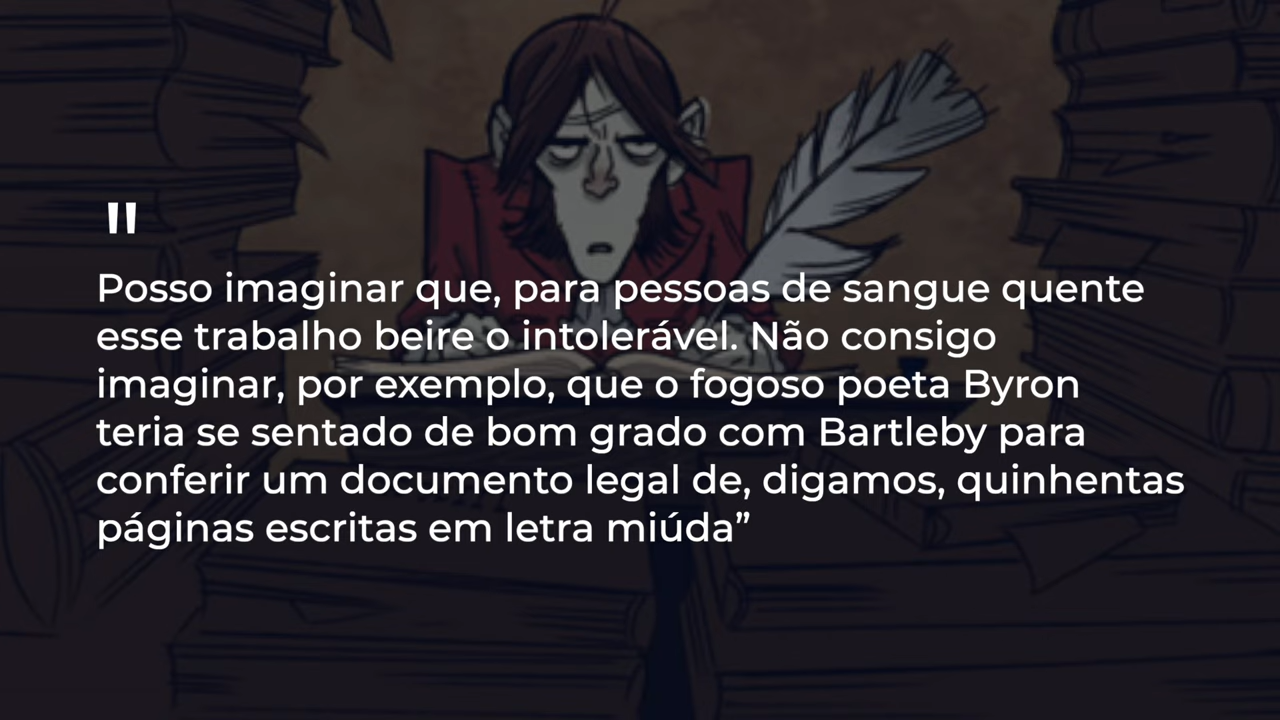 "
Posso imaginar que, para pessoas de sangue quente
esse trabalho beire o intolerável. Não consigo
imaginar, por exemplo, que o fogoso poeta Byron
teria se sentado de bom grado com Bartleby para
conferir um documento legal de, digamos, quinhentas
páginas escritas em letra miúda”